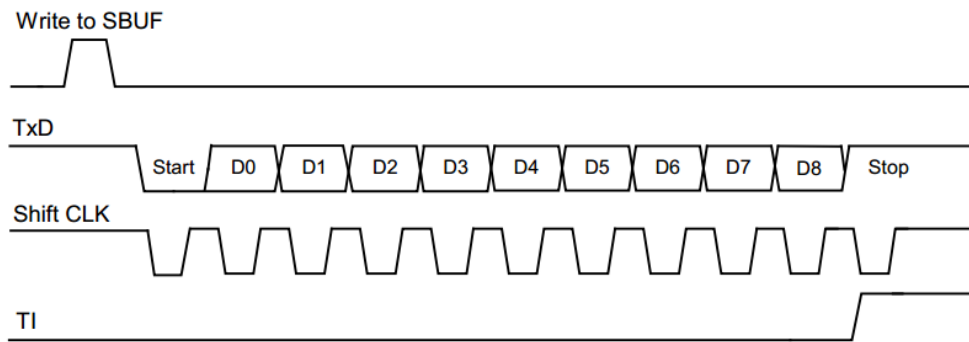 Write to SBUF
TxD
Start D0 D1 D2 D3 D4 D5 D6 D7 D8 Stop
Shift CLK
TI